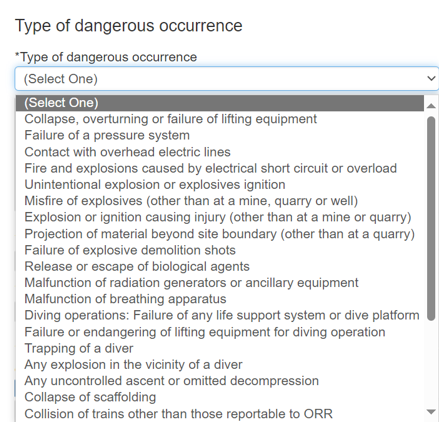 Type of dangerous occurrence
*Type of dangerous occurrence
(Select One)
(Select One)
Collapse, overturning or failure of lifting equipment
Failure of a pressure system
Contact with overhead electric lines
Fire and explosions caused by electrical short circuit or overload
Unintentional explosion or explosives ignition
Misfire of explosives (other than at a mine, quarry or well)
Explosion or ignition causing injury (other than at a mine or quarry)
Projection of material beyond site boundary (other than at a quarry)
Failure of explosive demolition shots
Release or escape of biological agents
Malfunction of radiation generators or ancillary equipment
Malfunction of breathing apparatus
Diving operations: Failure of any life support system or dive platform
Failure or endangering of lifting equipment for diving operation
Trapping of a diver
Any explosion in the vicinity of a diver
Any uncontrolled ascent or omitted decompression
Collapse of scaffolding
Collision of trains other than those reportable to ORR